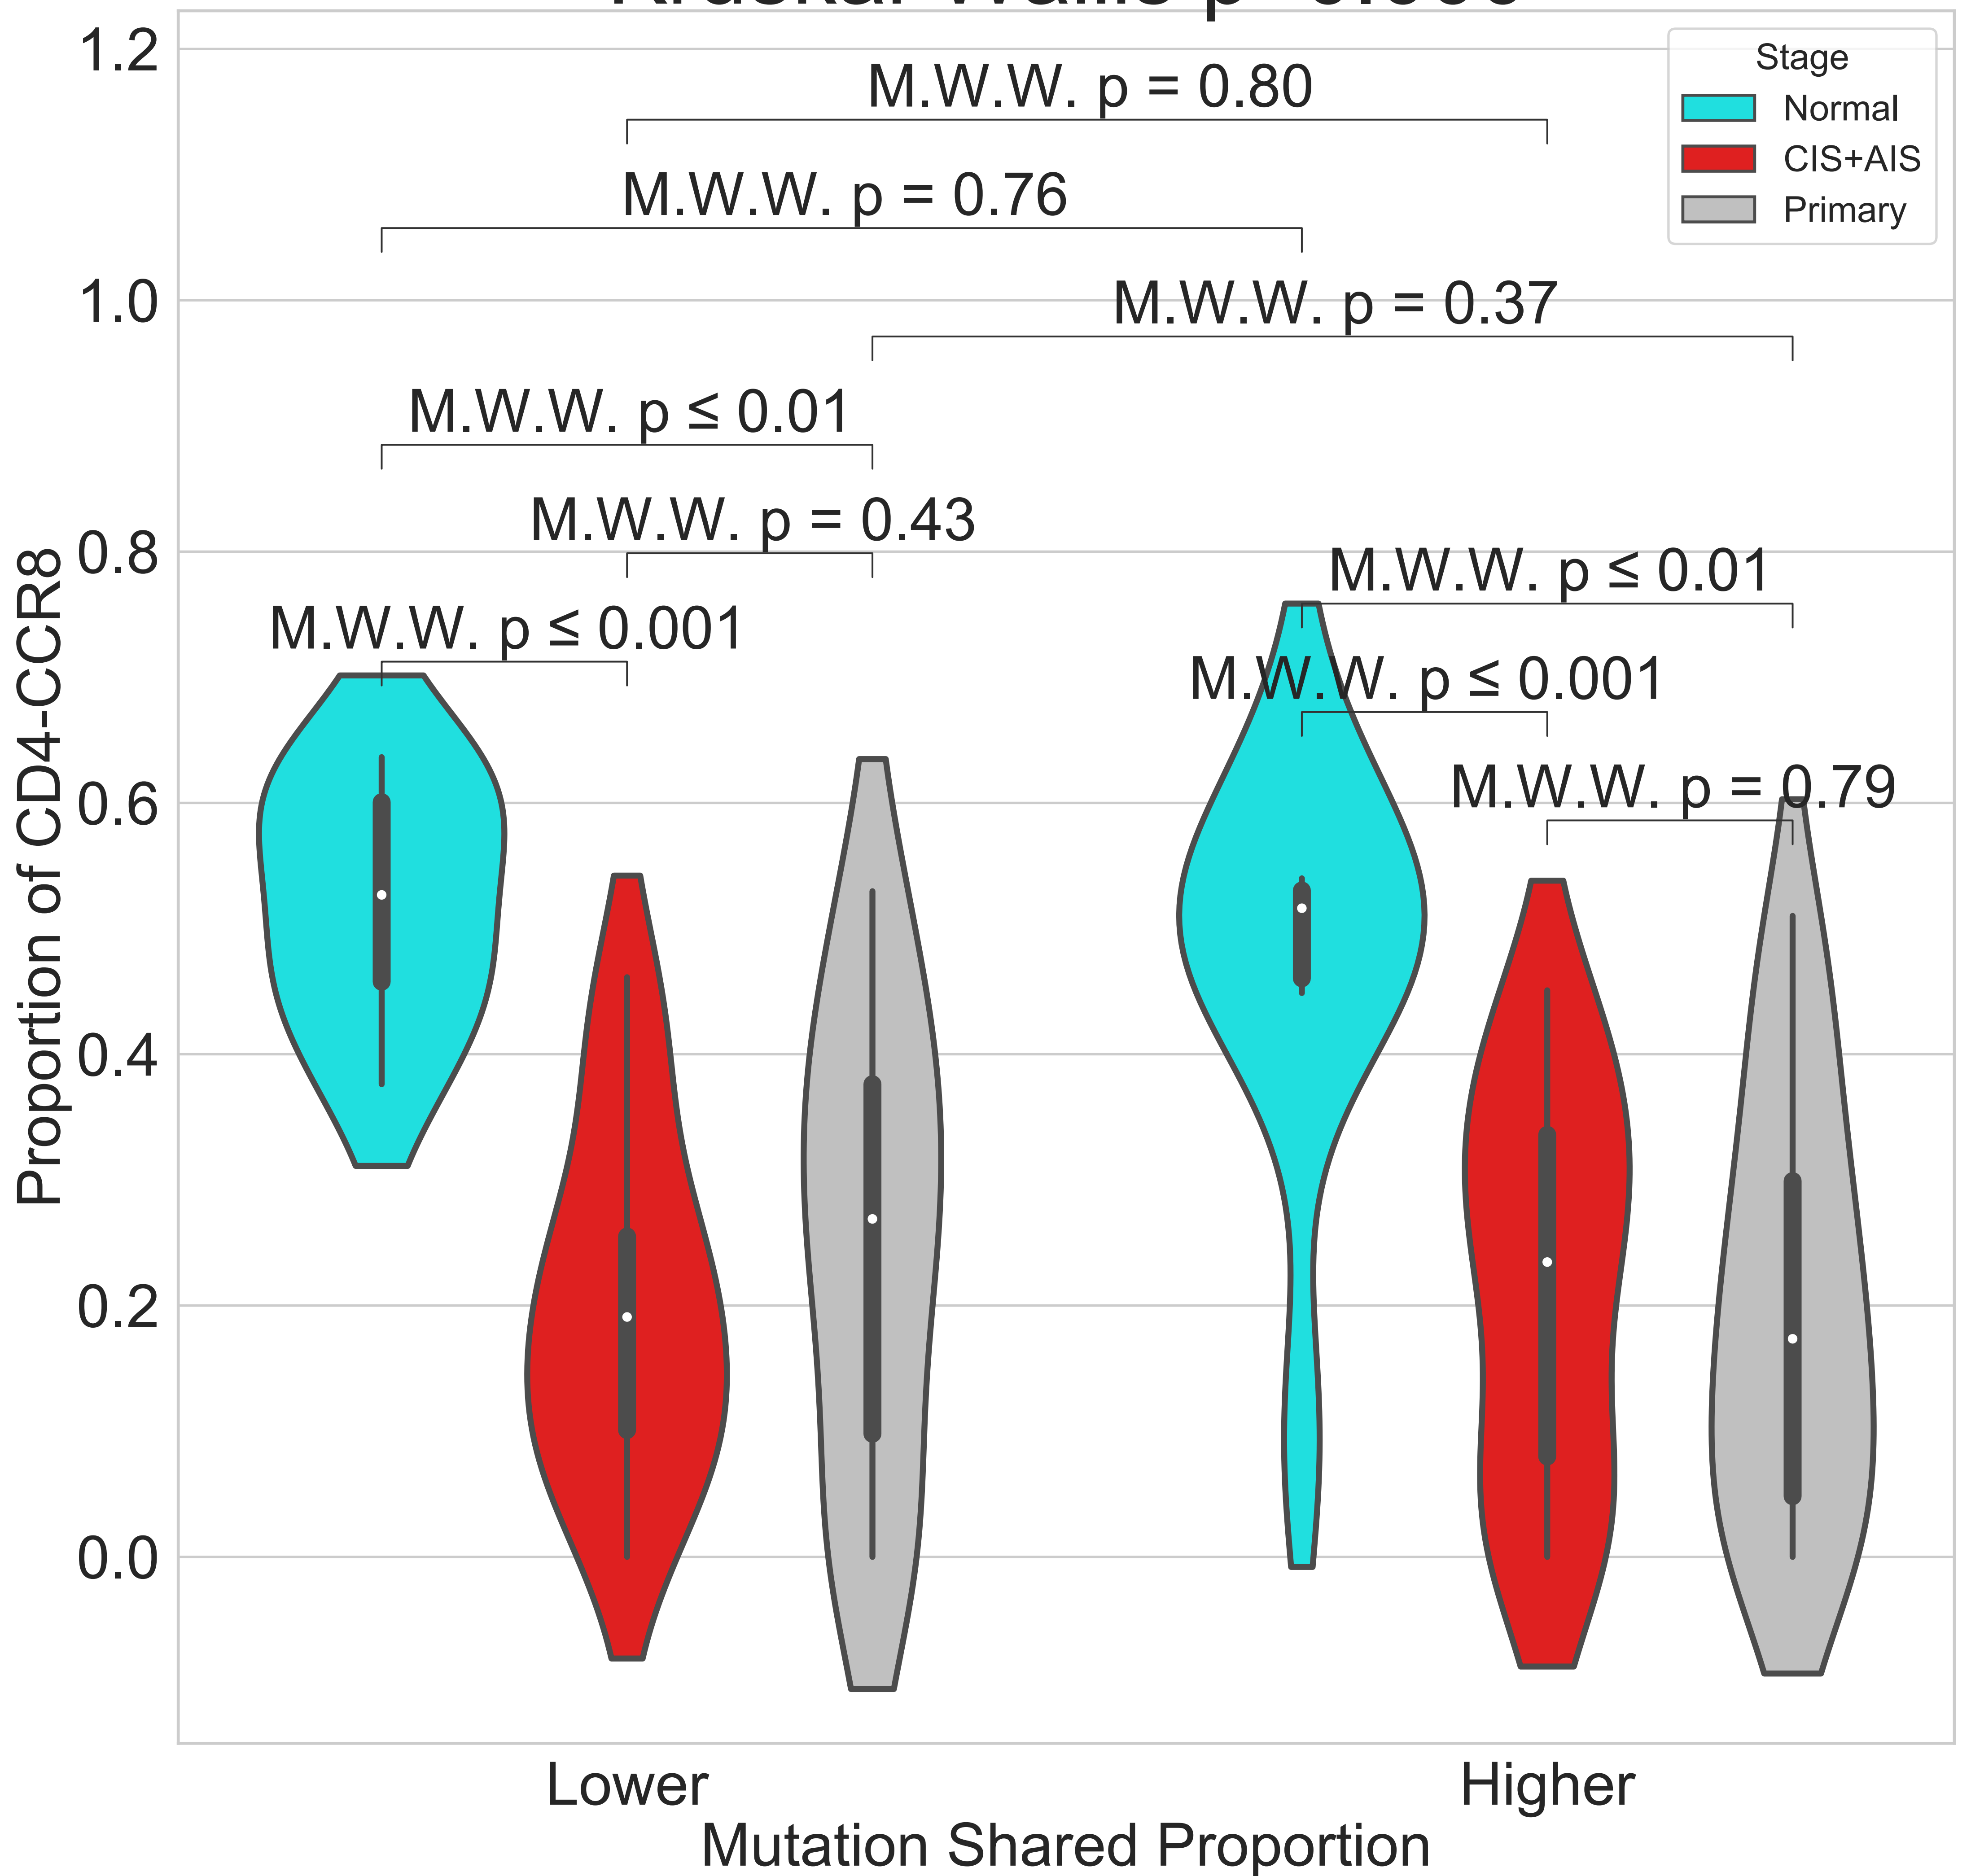 1.2
1.0
0.8
0.6
0.4
0.2
0.0
Proportion of CD4-CCR8
Stage
Normal
CIS+AIS
Primary
M.W.W. p = 0.80
M.W.W. p = 0.76
M.W.W. p = 0.37
M.W.W. p ≤ 0.01
M.W.W. p = 0.43
M.W.W. p ≤ 0.001
M.W.W. p ≤ 0.01
M.W.W. p ≤ 0.001
M.W.W. p = 0.79
Lower
Higher
Mutation Shared Proportion